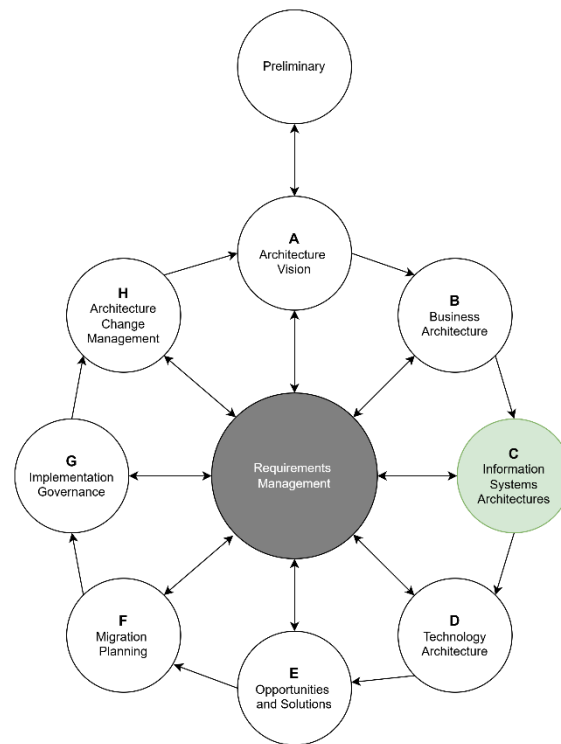 Preliminary
A
Architecture
Vision
B
Business
Architecture
C
Information
Systems
Architectures
D
Technology
Architecture
E
Opportunities
and Solutions
F
Migration
Planning
G
Implementation
Governance
H
Architecture
Change
Management
Requirements
Management